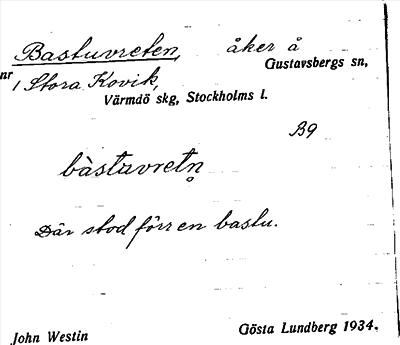 Bastuvreten, åker å
Gustavsbergs sn,
nr 1 Stora Kovik,
Värmdö skg, Stockholms l.
B9
bàstuvretn̥
Där stod förr en bastu.
John Westin
Gösta Lundberg 1934.